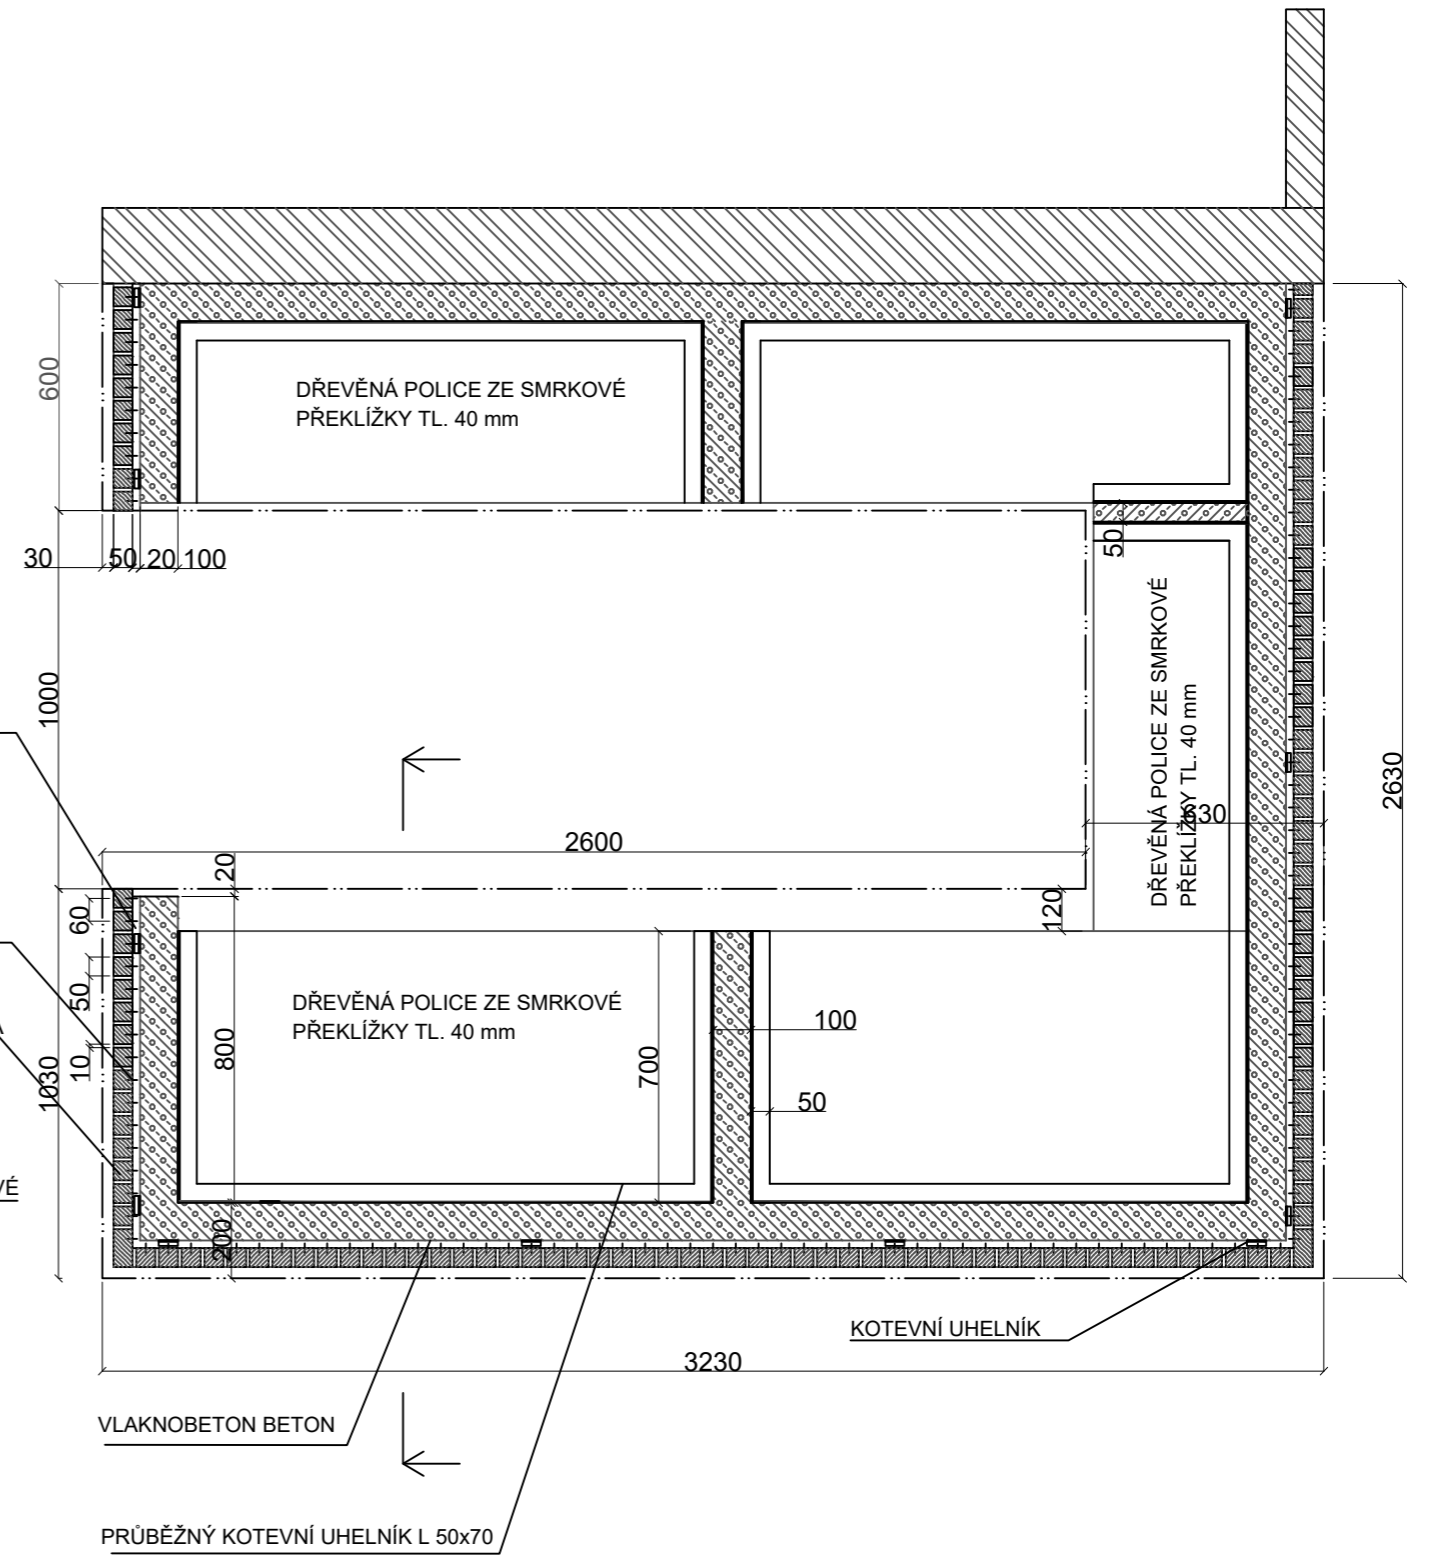 DŘEVĚNÁ POLICE ZE SMRKOVÉ
PŘEKLÍŽKY TL. 40 mm
600
30
50
20
100
50
1000
DŘEVĚNÁ POLICE ZE SMRKOVÉ
PŘEKLÍŽKY TL. 40 mm
630
2630
2600
20
60
120
50
DŘEVĚNÁ POLICE ZE SMRKOVÉ
PŘEKLÍŽKY TL. 40 mm
100
800
700
10
1030
50
VÉ
200
KOTEVNÍ UHELNÍK
3230
VLAKNOBETON BETON
PRŮBĚŽNÝ KOTEVNÍ UHELNÍK L 50x70